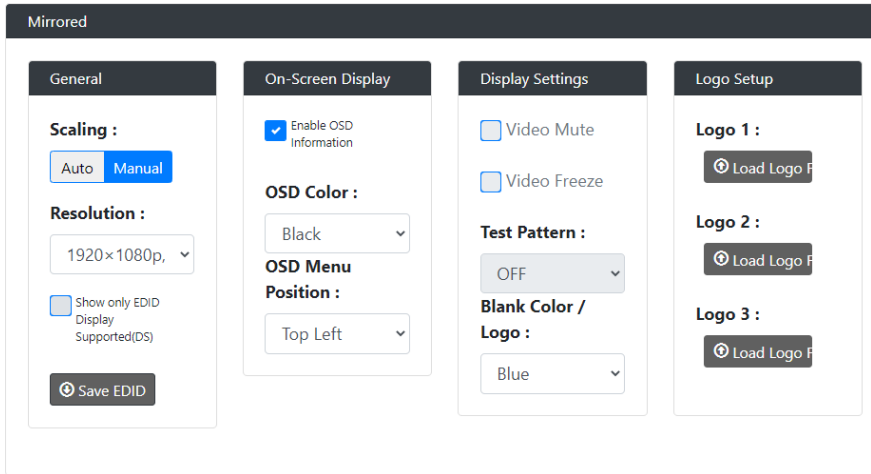 Mirrored
General
Scaling :
Auto Manual
Resolution :
1920×1080p,
Show only EDID
Display
Supported(DS)
Save EDID
On-Screen Display
Enable OSD
Information
OSD Color :
Black
OSD Menu
Position :
Top Left
Display Settings
Video Mute
Video Freeze
Test Pattern :
OFF
Blank Color /
Logo :
Blue
Logo Setup
Logo 1 :
Load Logo F
Logo 2 :
Load Logo F
Logo 3 :
Load Logo F